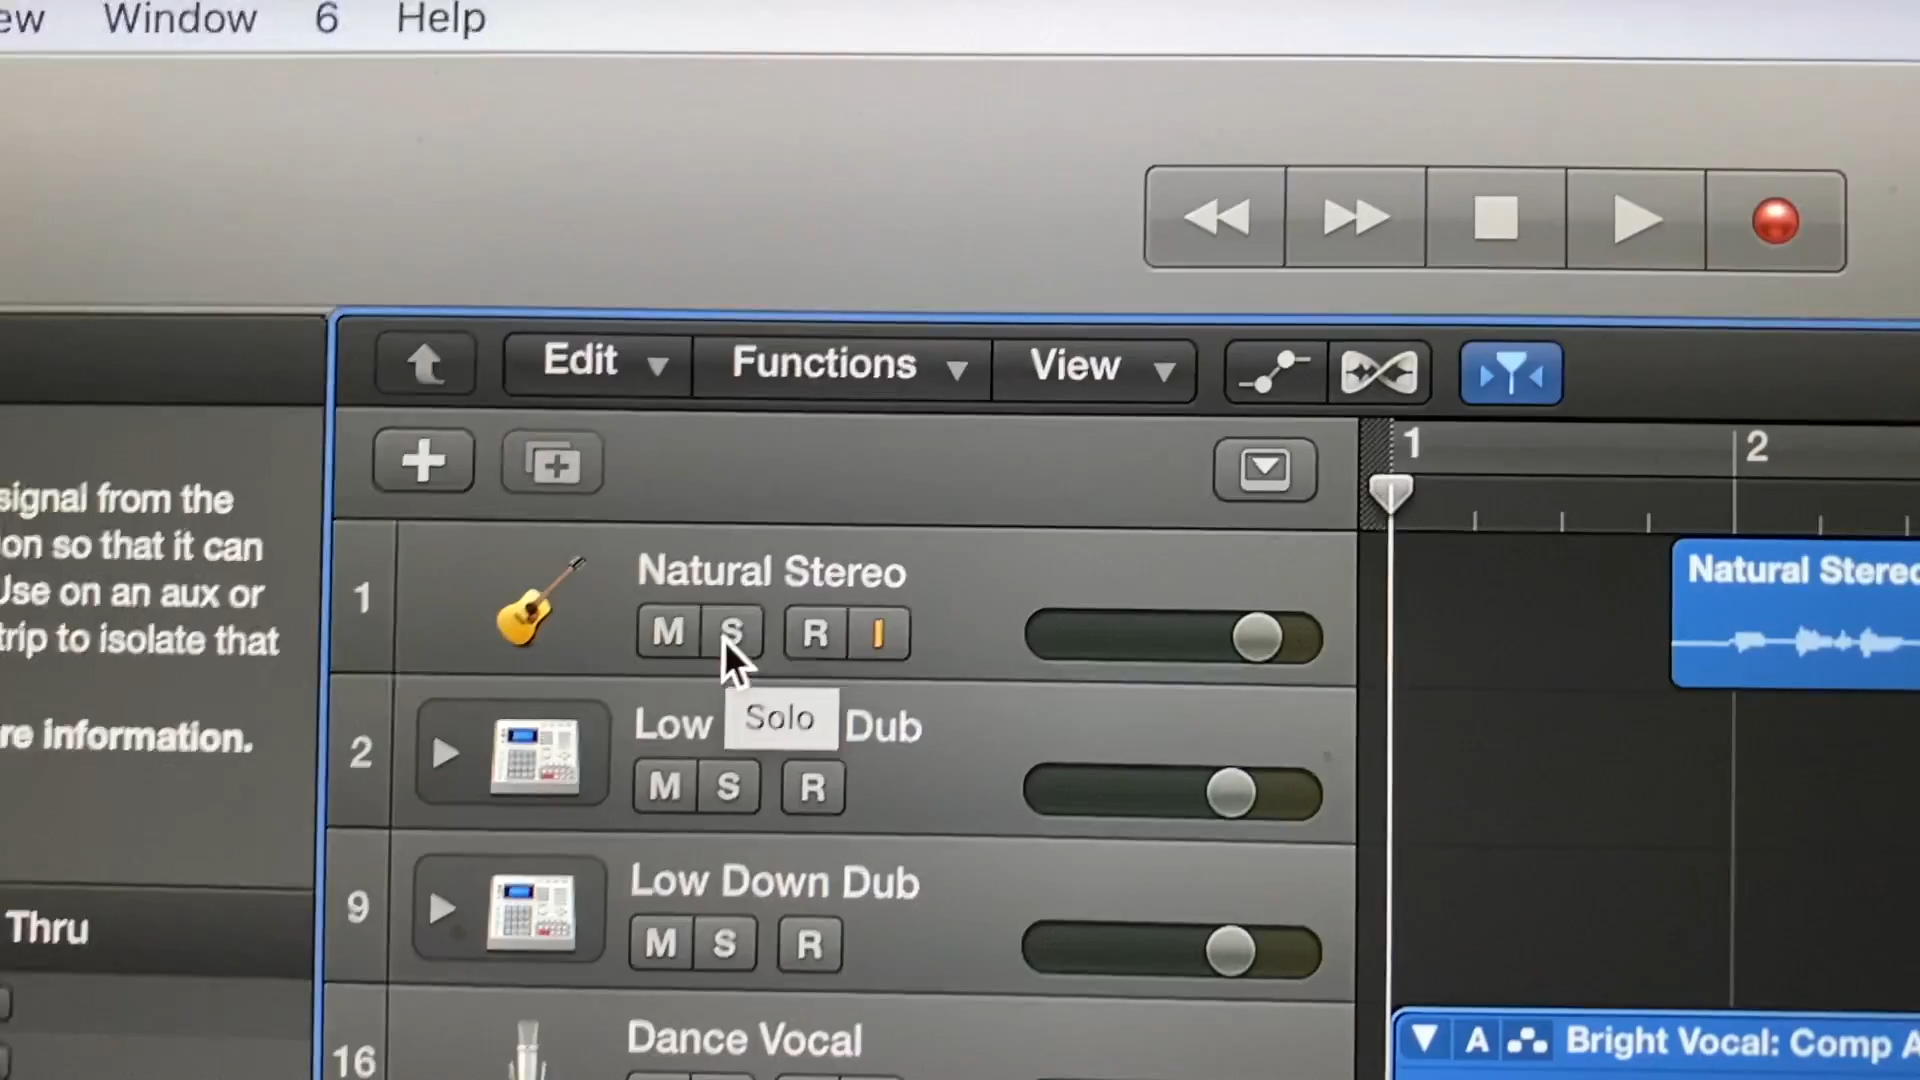 Window 6 Help
Edit Functions View
1 2
signal from the
on so that it can
Use on an aux or
trip to isolate that
re information.
Thru
1 Natural Stereo
M S R I
Natural Stereo
Solo
2 Low Dub
M S R
9 Low Down Dub
M S R
16 Dance Vocal
A Bright Vocal: Comp A